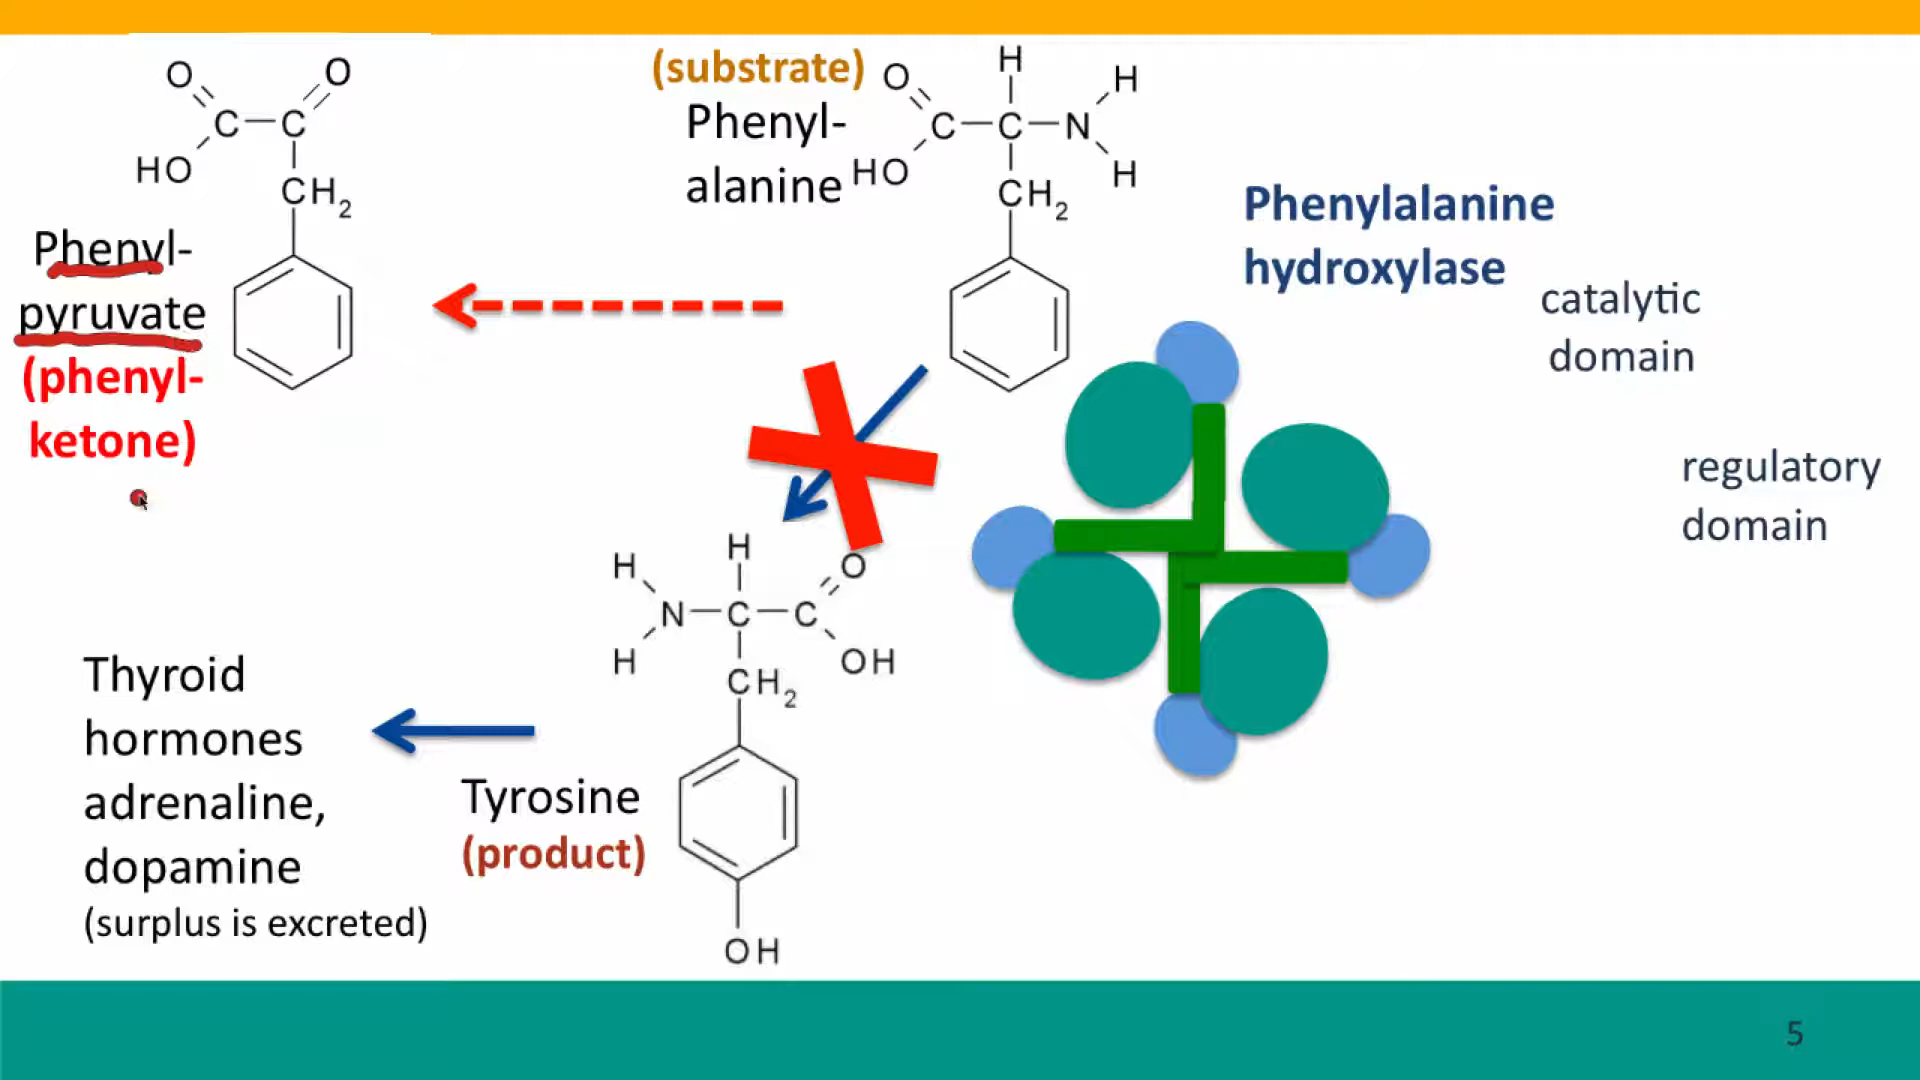 O
O
C
C
HO
CH2
Phenyl-
pyruvate
(phenyl-
ketone)
(substrate)
Phenyl-
alanine
H
O
H
C
C
N
HO
H
CH2
Phenylalanine
hydroxylase
catalytic
domain
regulatory
domain
H
H
O
N
C
C
H
OH
CH2
OH
Tyrosine
(product)
Thyroid
hormones
adrenaline,
dopamine
(surplus is excreted)
5